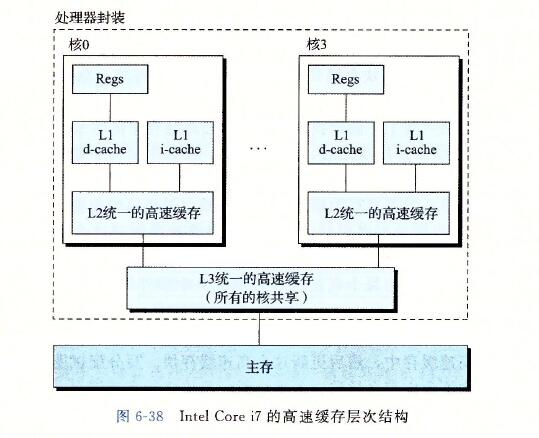 处理器封装
核0
核3
Regs
Regs
L1
d-cache
L1
i-cache
...
L1
d-cache
L1
i-cache
L2统一的高速缓存
L2统一的高速缓存
L3统一的高速缓存
（所有的核共享）
主存
图 6-38 Intel Core i7 的高速缓存层次结构